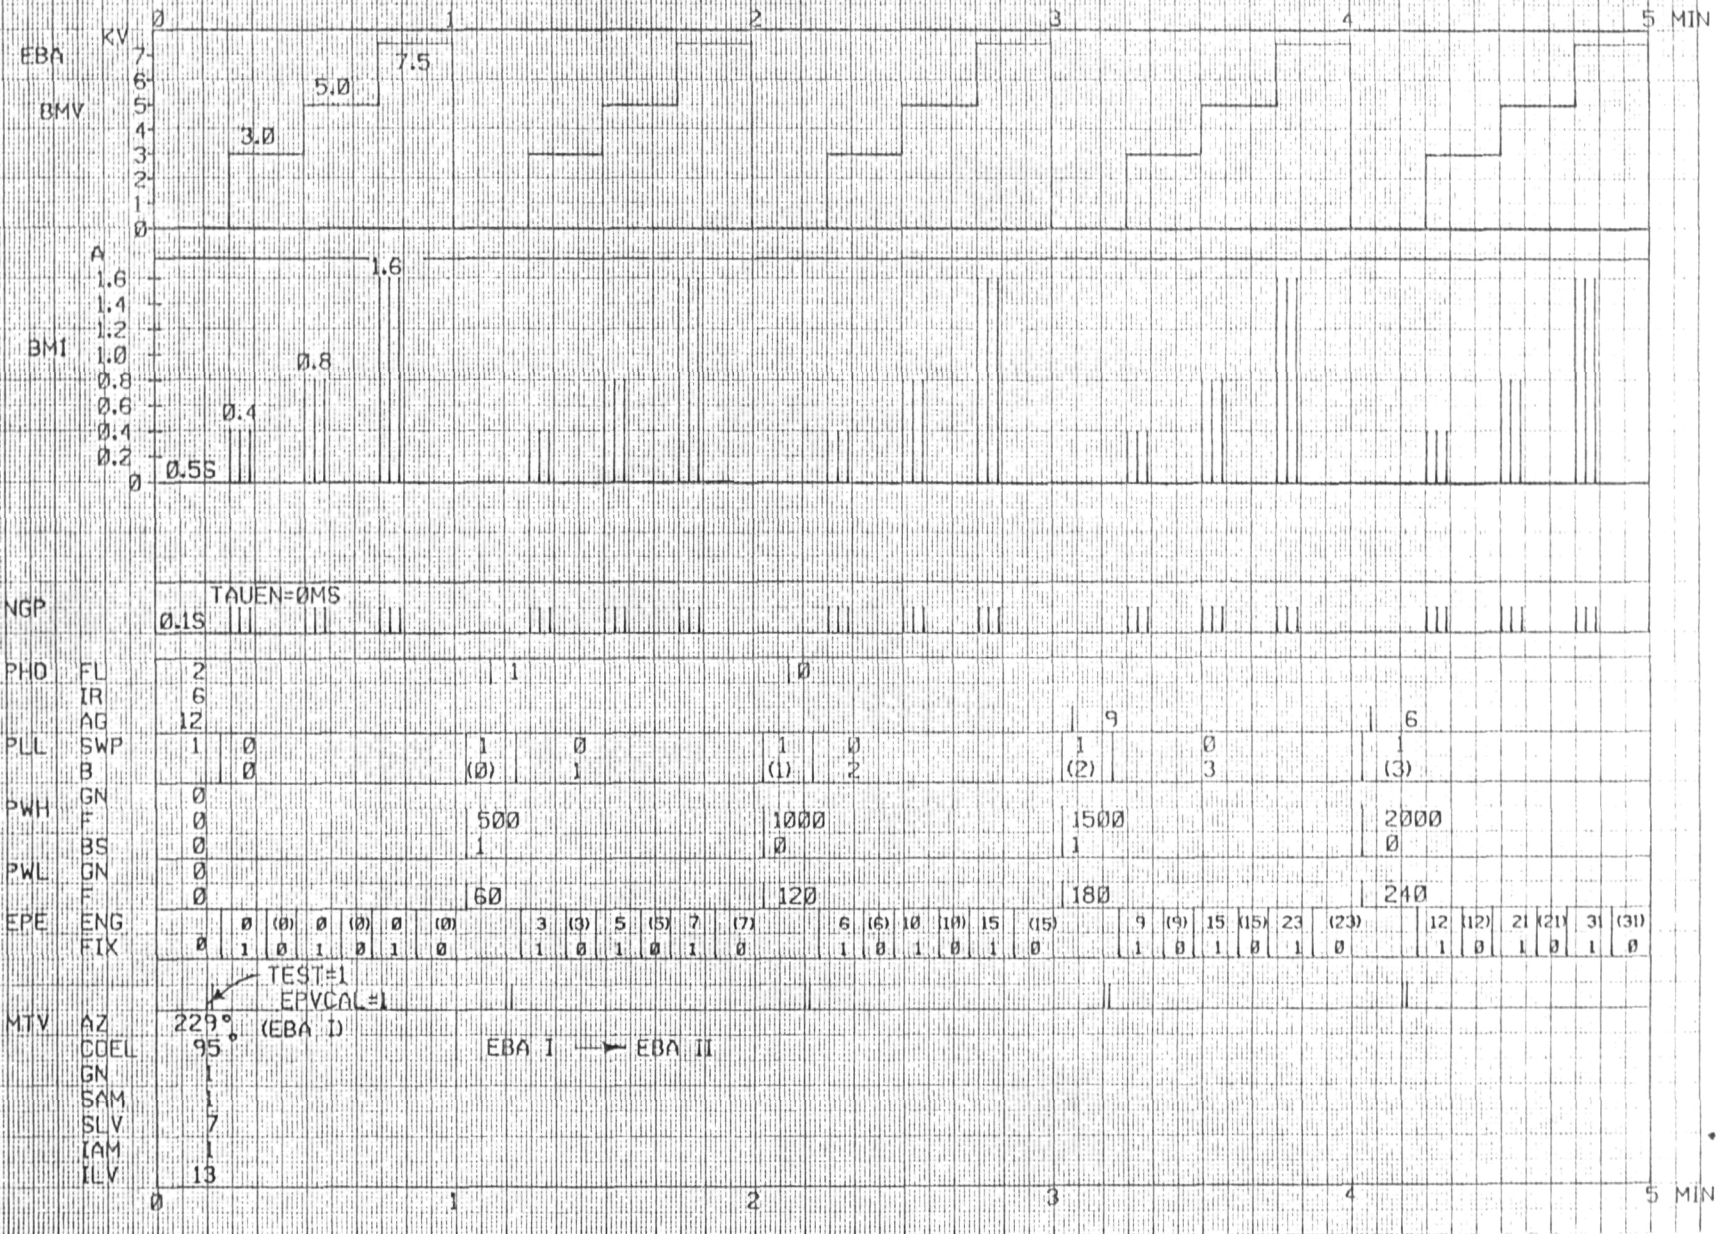 0 1 2 3 4 5 MIN
KV
EBA 7
7.5
6
5.0
BMV 5
4
3.0
3
2
1
0
A
1.6 1.6
1.4
1.2
BMI 1.0
0.8 0.8
0.6
0.4 0.4
0.2
0.5S
0
TAUEN=0MS
NGP
0.1S
PHO FL 2 1 0
IR 6
AG 12 9 6
PLL SWP 1 0 1 0 1 0 1 0 1
B 0 (0) 1 (1) 2 (2) 3 (3)
PWH GN 0
F 0 500 1000 1500 2000
BS 0 1 0 1 0
PWL GN 0
F 0 60 120 180 240
EPE ENG 0 (0) 0 (0) 0 (0) 3 (3) 5 (5) 7 (7) 6 (6) 10 (10) 15 (15) 9 (9) 15 (15) 23 (23) 12 (12) 21 (21) 31 (31)
FIX 0 1 0 1 0 1 0 1 0 1 0 1 0 1 0 1 0 1 0 1 0 1 0 1 0 1 0 1 0 1 0
TEST=1
EPVCAL=1
MTV AZ 229° (EBA I)
COEL 95° EBA I → EBA II
GN 1
SAM 1
SLV 7
IAM 1
ILV 13
0 1 2 3 4 5 MIN